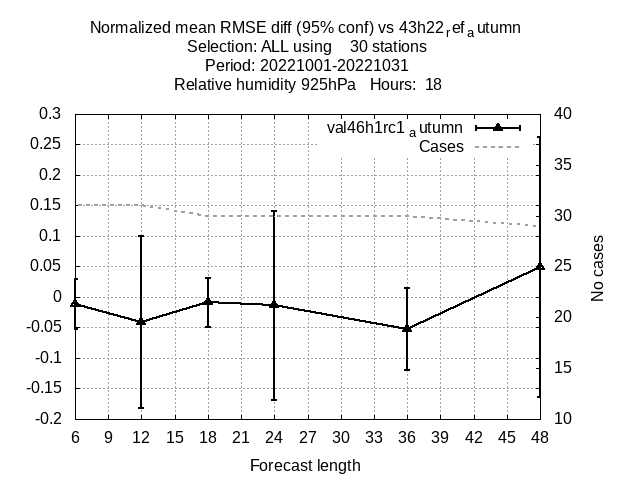 Normalized mean RMSE diff (95% conf) vs 43h22refautumn
Selection: ALL using 30 stations
Period: 20221001-20221031
Relative humidity 925hPa Hours: 18
val46h1rc1autumn
Cases
0.3
0.25
0.2
0.15
0.1
0.05
0
-0.05
-0.1
-0.15
-0.2
40
35
30
25
20
15
10
No cases
6 9 12 15 18 21 24 27 30 33 36 39 42 45 48
Forecast length